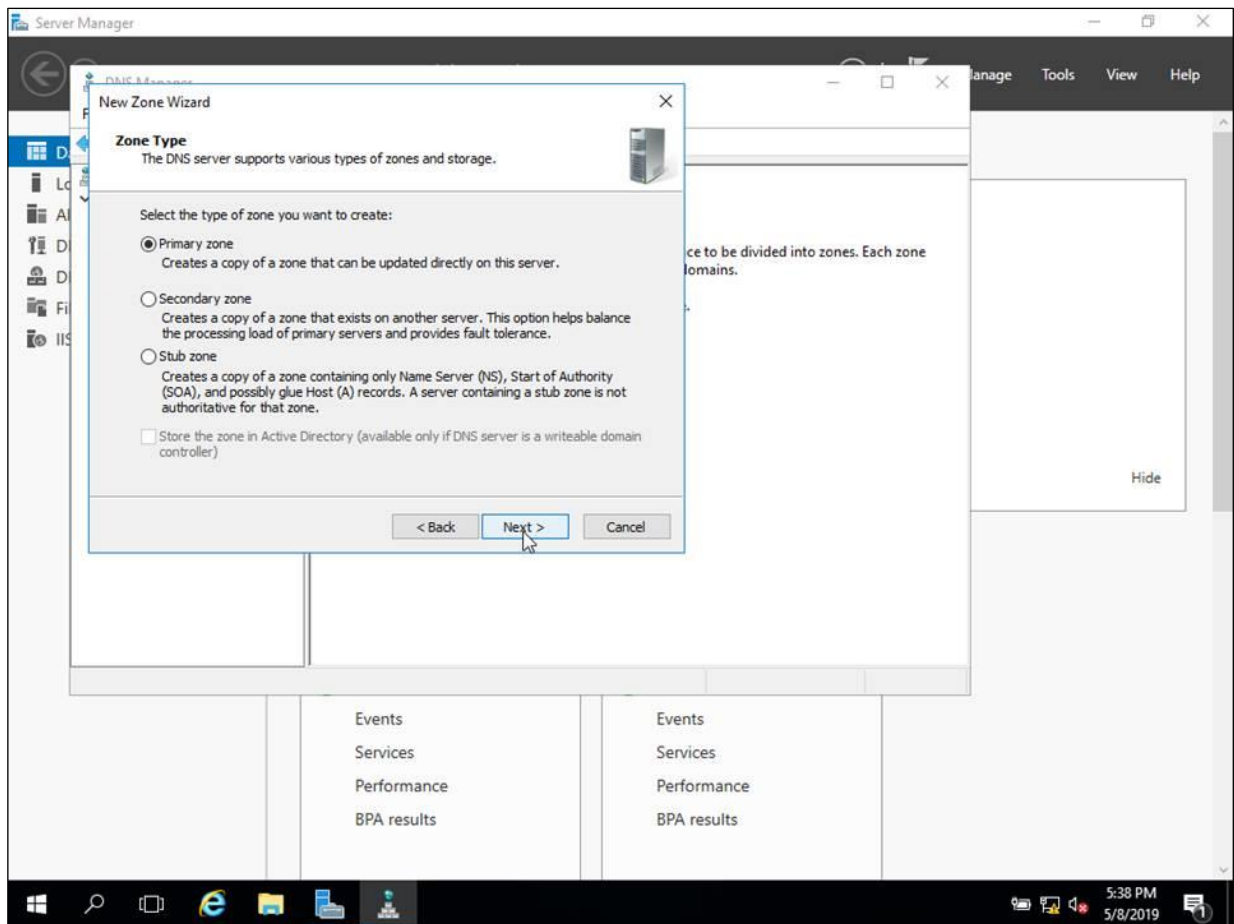 Server Manager
Manage Tools View Help
DNS Manager
New Zone Wizard
Zone Type
The DNS server supports various types of zones and storage.
Select the type of zone you want to create:
Primary zone
Creates a copy of a zone that can be updated directly on this server.
Secondary zone
Creates a copy of a zone that exists on another server. This option helps balance
the processing load of primary servers and provides fault tolerance.
Stub zone
Creates a copy of a zone containing only Name Server (NS), Start of Authority
(SOA), and possibly glue Host (A) records. A server containing a stub zone is not
authoritative for that zone.
Store the zone in Active Directory (available only if DNS server is a writeable domain
controller)
< Back Next > Cancel
to be divided into zones. Each zone
Hide
Events Events
Services Services
Performance Performance
BPA results BPA results
5:38 PM
5/8/2019
1